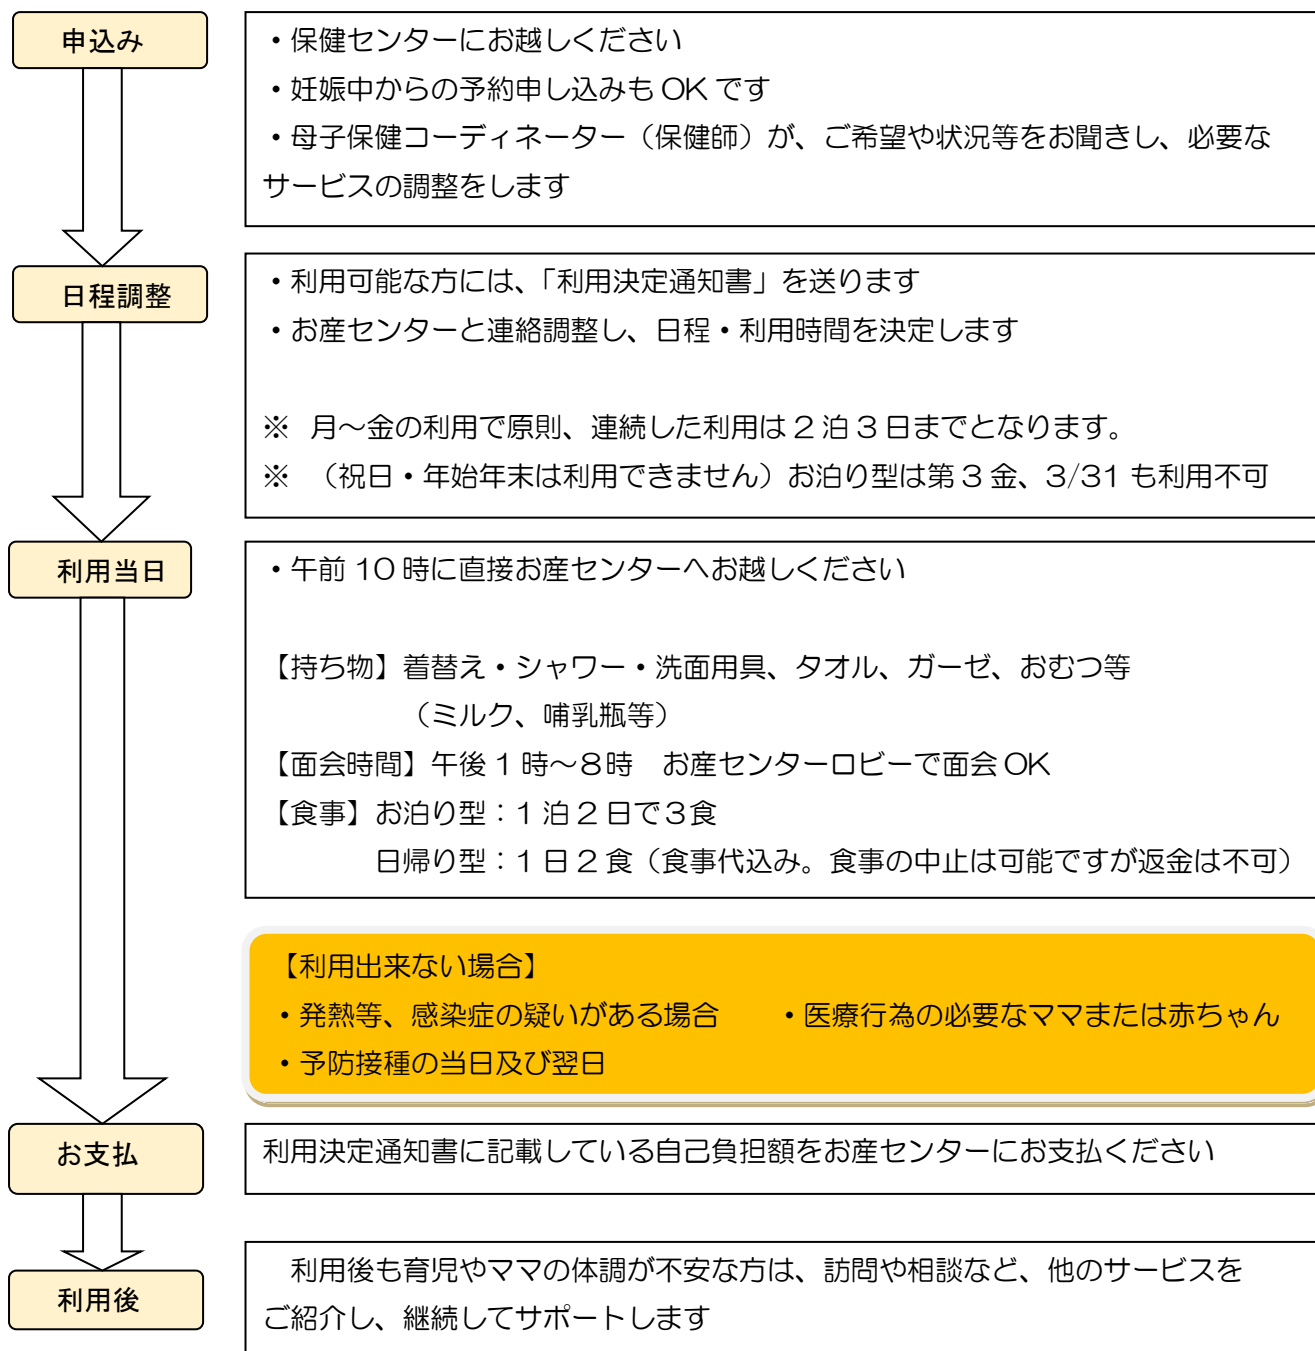 申込み
・保健センターにお越しください
・妊娠中からの予約申し込みも OK です
・母子保健コーディネーター（保健師）が、ご希望や状況等をお聞きし、必要な
サービスの調整をします
日程調整
・利用可能な方には、「利用決定通知書」を送ります
・お産センターと連絡調整し、日程・利用時間を決定します
※　月～金の利用で原則、連続した利用は 2 泊 3 日までとなります。
※　（祝日・年始年末は利用できません）お泊り型は第 3 金、3/31 も利用不可
利用当日
・午前 10 時に直接お産センターへお越しください
【持ち物】着替え・シャワー・洗面用具、タオル、ガーゼ、おむつ等
（ミルク、哺乳瓶等）
【面会時間】午後 1 時～8時　お産センターロビーで面会 OK
【食事】お泊り型：1 泊 2 日で３食
日帰り型：1 日 2 食（食事代込み。食事の中止は可能ですが返金は不可）
【利用出来ない場合】
・発熱等、感染症の疑いがある場合　　・医療行為の必要なママまたは赤ちゃん
・予防接種の当日及び翌日
お支払
利用決定通知書に記載している自己負担額をお産センターにお支払ください
利用後
利用後も育児やママの体調が不安な方は、訪問や相談など、他のサービスを
ご紹介し、継続してサポートします